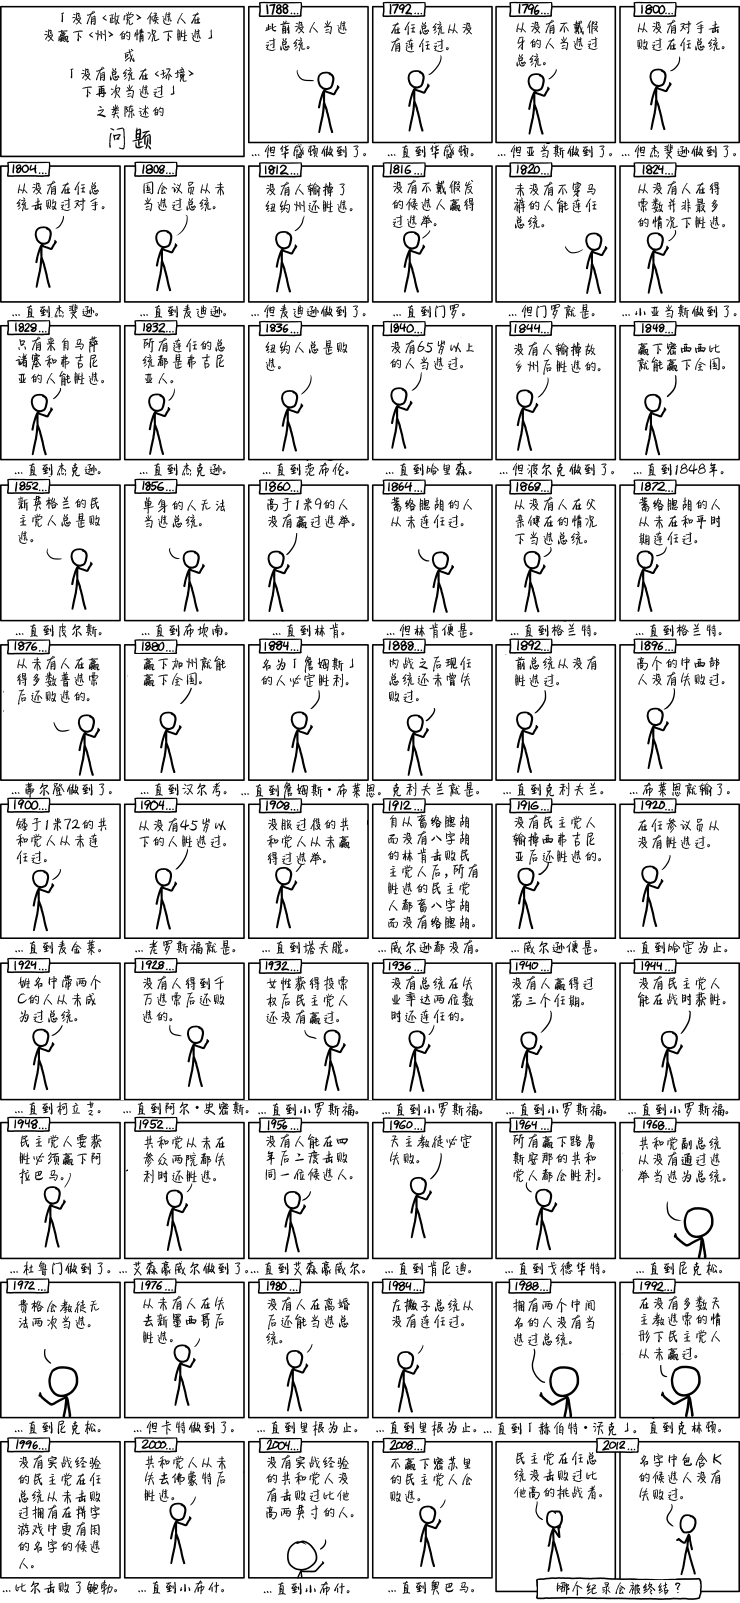 「没有<政党>候选人在
没赢下<州>的情况下胜选」
或
「没有总统在<环境>
下再次当选过」
之类陈述的
问题
1788...
此前没人当选
过总统。
...但华盛顿做到了。
1792...
在任总统从没
有连任过。
...直到华盛顿。
1796...
从没有不戴假
牙的人当选过
总统。
...但亚当斯做到了。
1800...
从没有对手击
败过在任总统。
...但杰斐逊做到了。
1804...
从没有在任总
统击败过对手。
...直到杰斐逊。
1808...
国会议员从未
当选过总统。
...直到麦迪逊。
1812...
没有人输掉了
纽约州还胜选。
...但麦迪逊做到了。
1816...
没有不戴假发
的候选人赢得
过选举。
...直到门罗。
1820...
未没有不穿马
裤的人能连任
总统。
...但门罗就是。
1824...
从没有人在得
票数并非最多
的情况下胜选。
...小亚当斯做到了。
1828...
只有来自马萨
诸塞和弗吉尼
亚的人能胜选。
...直到杰克逊。
1832...
所有连任的总
统都是弗吉尼
亚人。
...直到杰克逊。
1836...
纽约人总是败
选。
...直到范布伦。
1840...
没有65岁以上
的人当选过。
...直到哈里森。
1844...
没有人输掉故
乡州后胜选的。
...但波尔克做到了。
1848...
赢下密西西比
就能赢下全国。
...直到1848年。
1852...
新英格兰的民
主党人总是败
选。
...直到皮尔斯。
1856...
单身的人无法
当选总统。
...直到布坎南。
1860...
高于1米9的人
没有赢过选举。
...直到林肯。
1864...
蓄络腮胡的人
从未连任过。
...但林肯便是。
1868...
从没有人在父
亲健在的情况
下当选总统。
...直到格兰特。
1872...
蓄络腮胡的人
从未在和平时
期连任过。
...直到格兰特。
1876...
从未有人在赢
得多数普选票
后还败选的。
...蒂尔登做到了。
1880...
赢下加州就能
赢下全国。
...直到汉尔考。
1884...
名为「詹姆斯」
的人必定胜利。
...直到詹姆斯·布莱恩。
1888...
内战之后现任
总统还未曾失
败过。
克利夫兰就是。
1892...
前总统从没有
胜选过。
...直到克利夫兰。
1896...
高个的中西部
人没有失败过。
...布莱恩就输了。
1900...
矮于1米72的共
和党人从未连
任过。
...直到麦金莱。
1904...
从没有45岁以
下的人胜选过。
...老罗斯福就是。
1908...
没服过役的共
和党人从未赢
得过选举。
...直到塔夫脱。
1912...
自从蓄络腮胡
而没有八字胡
的林肯击败民
主党人后，所有
胜选的民主党
人都蓄八字胡
而没有络腮胡。
...威尔逊都没有。
1916...
没有民主党人
输掉西弗吉尼
亚后还胜选的。
...威尔逊便是。
1920...
在任参议员从
没有胜选过。
...直到哈定为止。
1924...
姓名中带两个
C的人从未成
为过总统。
...直到柯立芝。
1928...
没有人得到千
万选票后还败
选的。
...直到阿尔·史密斯。
1932...
女性获得投票
权后民主党人
还没有赢过。
...直到小罗斯福。
1936...
没有总统在失
业率达两位数
时还连任的。
...直到小罗斯福。
1940...
没有人赢得过
第三个任期。
...直到小罗斯福。
1944...
没有民主党人
能在战时获胜。
...直到小罗斯福。
1948...
民主党人要获
胜必须赢下阿
拉巴马。
...杜鲁门做到了。
1952...
共和党从未在
参众两院都失
利时还胜选。
...艾森豪威尔做到了。
1956...
没有人能在四
年后二度击败
同一位候选人。
...直到艾森豪威尔。
1960...
天主教徒必定
失败。
...直到肯尼迪。
1964...
所有赢下路易
斯安那的共和
党人都会胜利。
...直到戈德华特。
1968...
共和党副总统
从没有通过选
举当选为总统。
...直到尼克松。
1972...
贵格会教徒无
法两次当选。
...直到尼克松。
1976...
从未有人在失
去新墨西哥后
胜选。
...但卡特做到了。
1980...
没有人在离婚
后还能当选总
统。
...直到里根为止。
1984...
左撇子总统从
没有连任过。
...直到里根为止。
1988...
拥有两个中间
名的人没有当
选过总统。
...直到「赫伯特·沃克」。
1992...
在没有多数天
主教选票的情
形下民主党人
从未赢过。
直到克林顿。
1996...
没有实战经验
的民主党在任
总统从未击败
过拥有在拼字
游戏中更有用
的名字的候选
人。
...比尔击败了鲍勃。
2000...
共和党人从未
失去佛蒙特后
胜选。
...直到小布什。
2004...
没有实战经验
的共和党人没
有击败过比他
高两英寸的人。
...直到小布什。
2008...
不赢下密苏里
的民主党人会
败选。
...直到奥巴马。
2012...
民主党在任总
统没击败过比
他高的挑战者。
名字中包含K
的候选人没有
失败过。
哪个纪录会被终结？